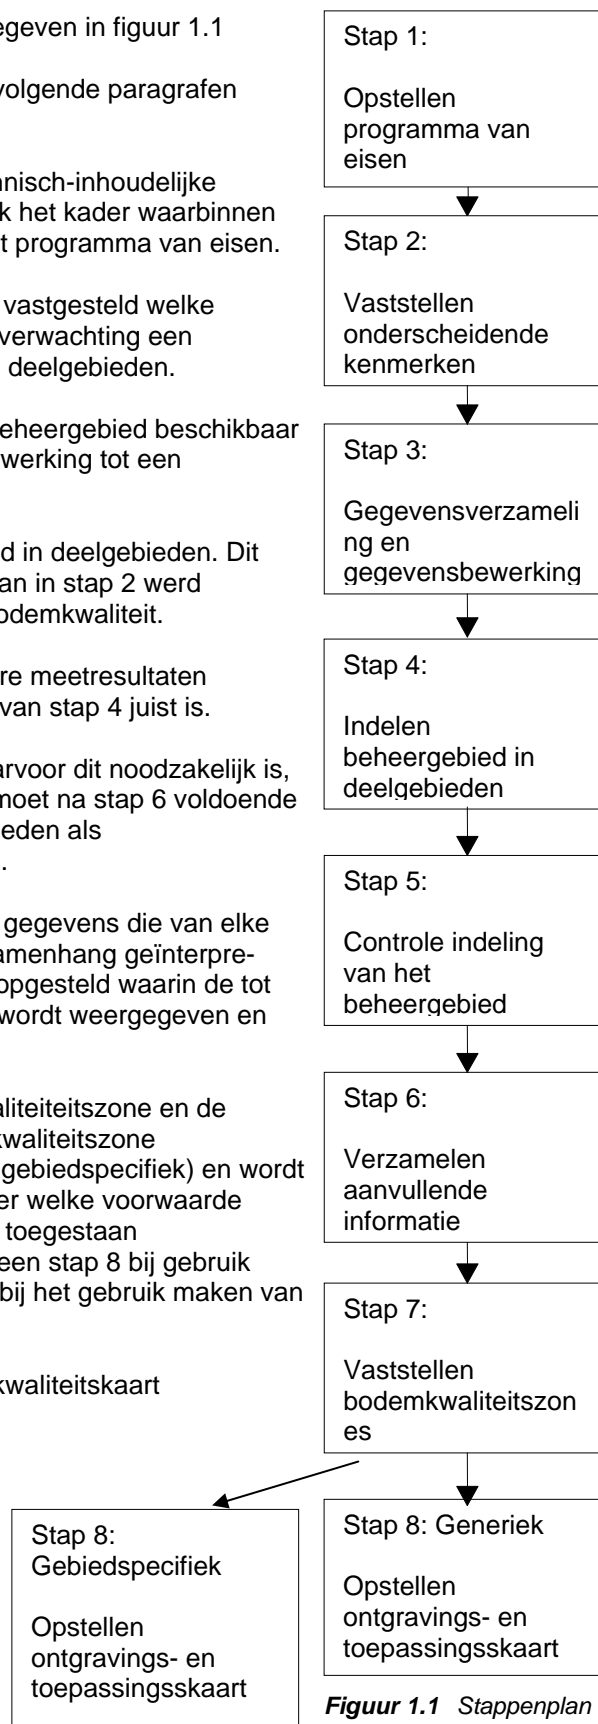 egeven in figuur 1.1
volgende paragrafen
nnisch-inhoudelijke
k het kader waarbinnen
t programma van eisen.
vastgesteld welke
verwachting een
deelgebieden.
eheergebied beschikbaar
werking tot een
d in deelgebieden. Dit
an in stap 2 werd
odemkwaliteit.
re meetresultaten
van stap 4 juist is.
arvoor dit noodzakelijk is,
moet na stap 6 voldoende
ieden als
.
gegevens die van elke
amenhang geïnterpre-
opgesteld waarin de tot
wordt weergegeven en
aliteiteitszone en de
kwaliteitszone
gebiedspecifiek) en wordt
er welke voorwaarde
toegestaan
een stap 8 bij gebruik
bij het gebruik maken van
kwaliteitskaart
Stap 1:
Opstellen
programma van
eisen
Stap 2:
Vaststellen
onderscheidende
kenmerken
Stap 3:
Gegevensverzameli
ng en
gegevensbewerking
Stap 4:
Indelen
beheergebied in
deelgebieden
Stap 5:
Controle indeling
van het
beheergebied
Stap 6:
Verzamelen
aanvullende
informatie
Stap 7:
Vaststellen
bodemkwaliteitszon
es
Stap 8:
Gebiedspecifiek
Opstellen
ontgravings- en
toepassingsskaart
Stap 8: Generiek
Opstellen
ontgravings- en
toepassingsskaart
Figuur 1.1 Stappenplan